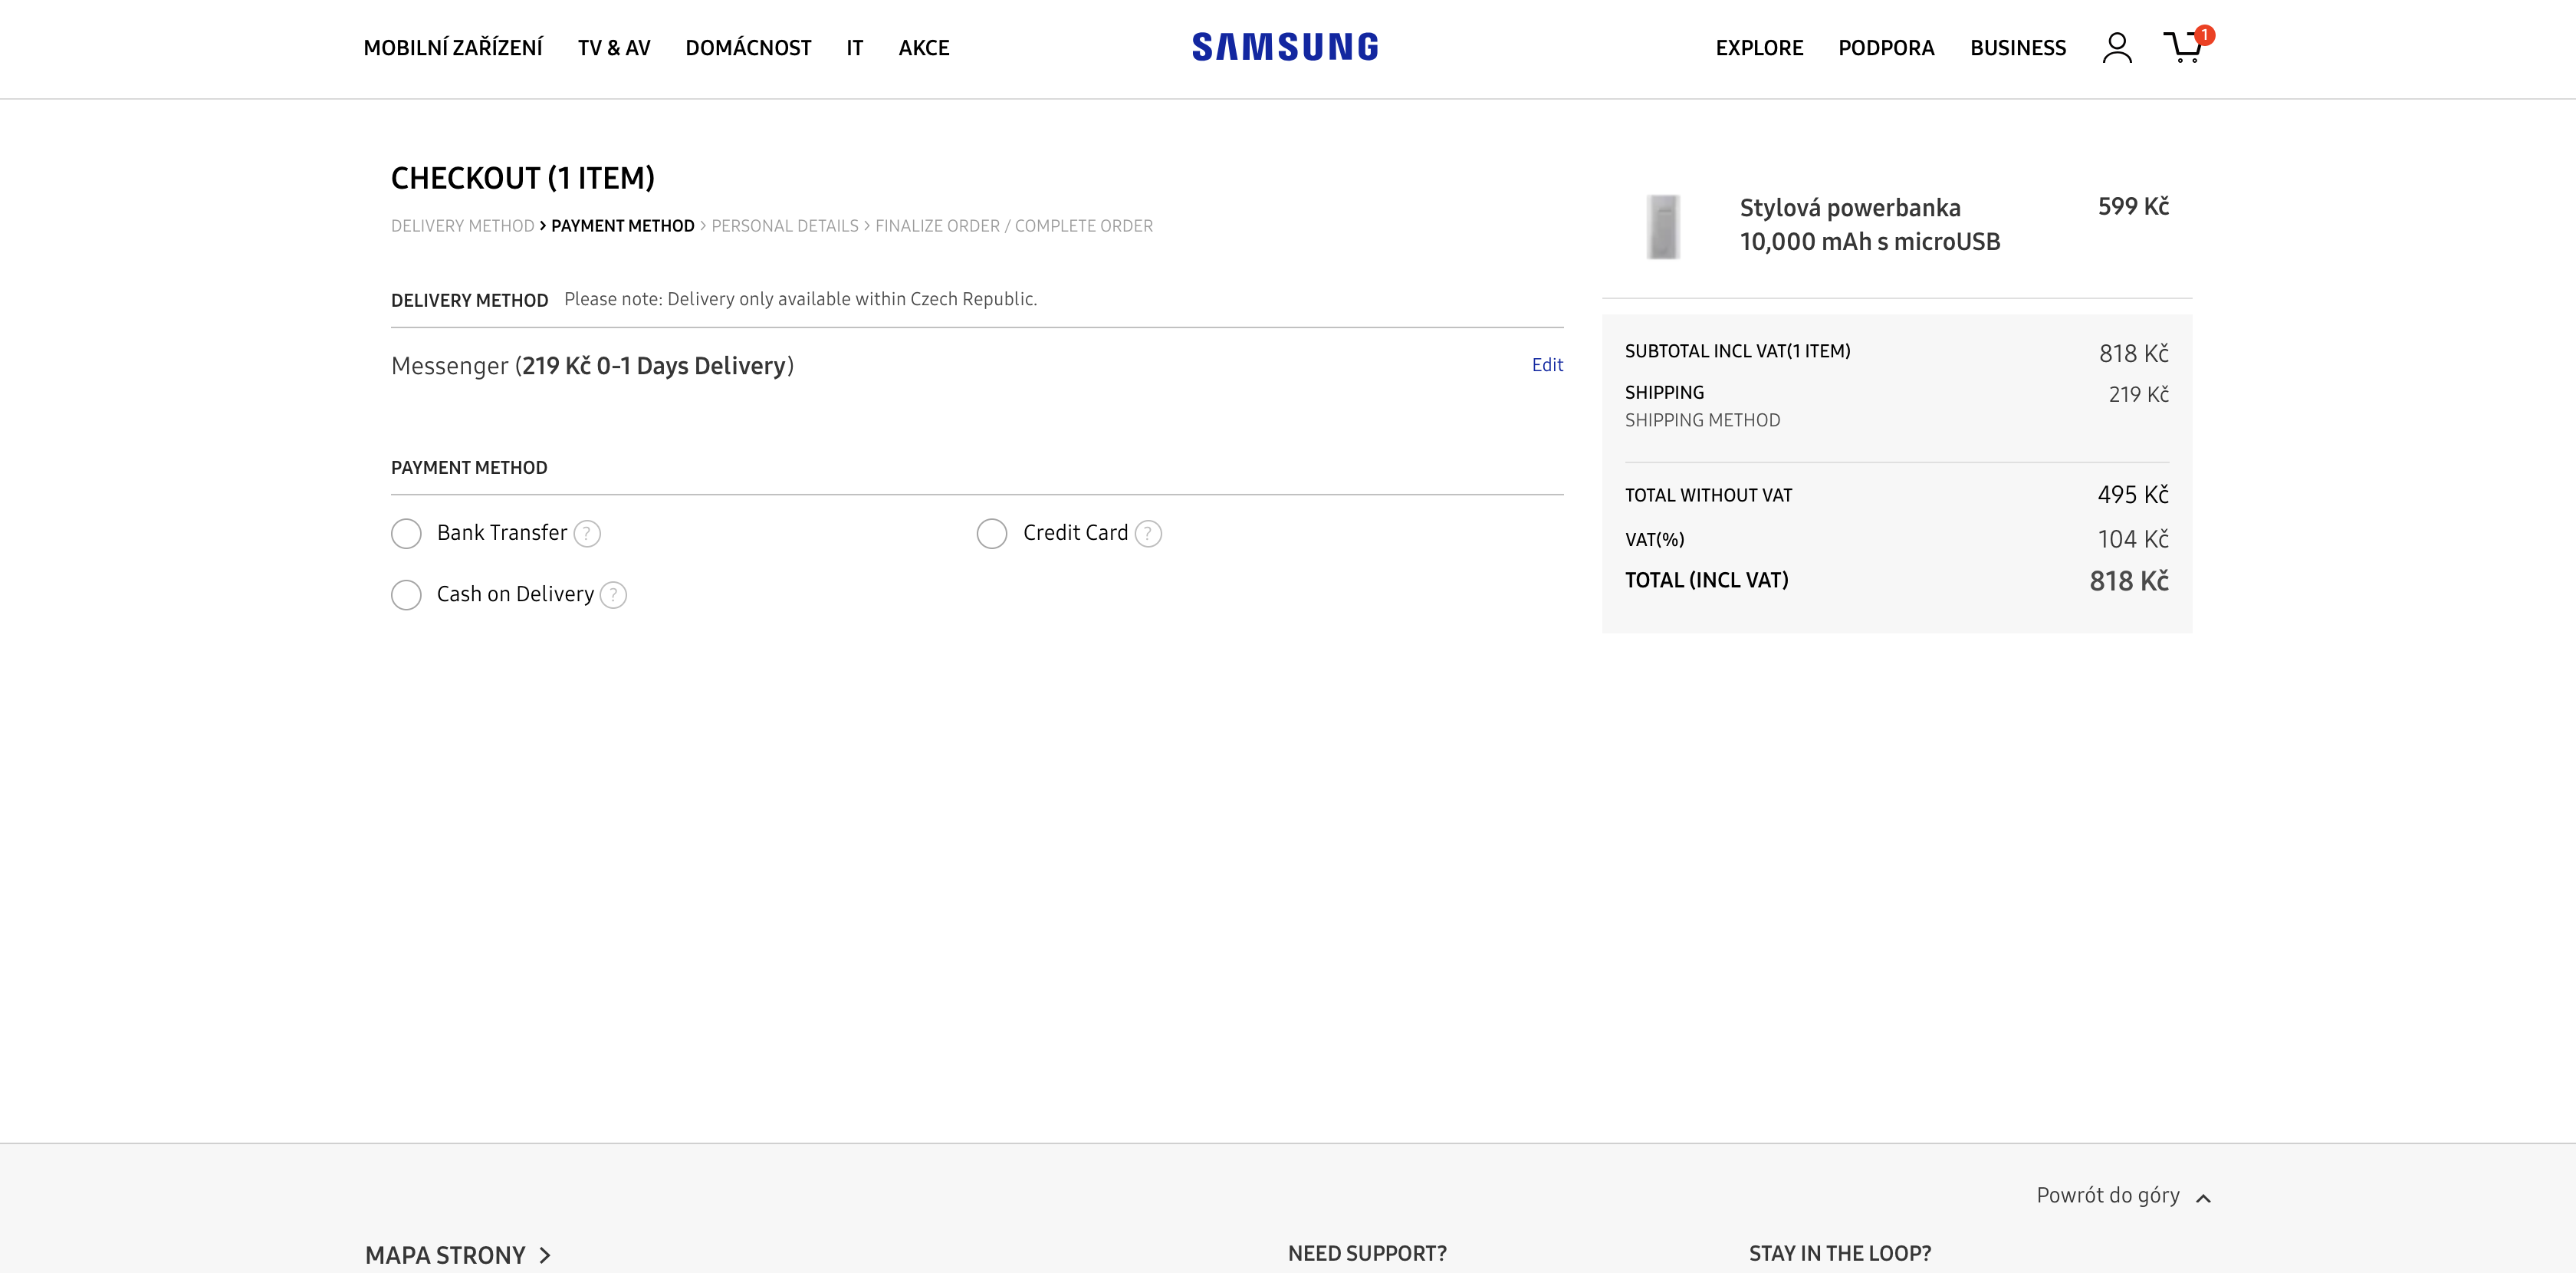 MOBILNÍ ZAŘÍZENÍ TV & AV DOMÁCNOST IT AKCE SAMSUNG EXPLORE PODPORA BUSINESS 1
CHECKOUT (1 ITEM)
DELIVERY METHOD > PAYMENT METHOD > PERSONAL DETAILS > FINALIZE ORDER / COMPLETE ORDER
DELIVERY METHOD Please note: Delivery only available within Czech Republic.
Messenger (219 Kč 0-1 Days Delivery) Edit
PAYMENT METHOD
Bank Transfer ? Credit Card ?
Cash on Delivery ?
Stylová powerbanka 599 Kč
10,000 mAh s microUSB
SUBTOTAL INCL VAT(1 ITEM) 818 Kč
SHIPPING 219 Kč
SHIPPING METHOD
TOTAL WITHOUT VAT 495 Kč
VAT(%) 104 Kč
TOTAL (INCL VAT) 818 Kč
Powrót do góry
MAPA STRONY > NEED SUPPORT? STAY IN THE LOOP?